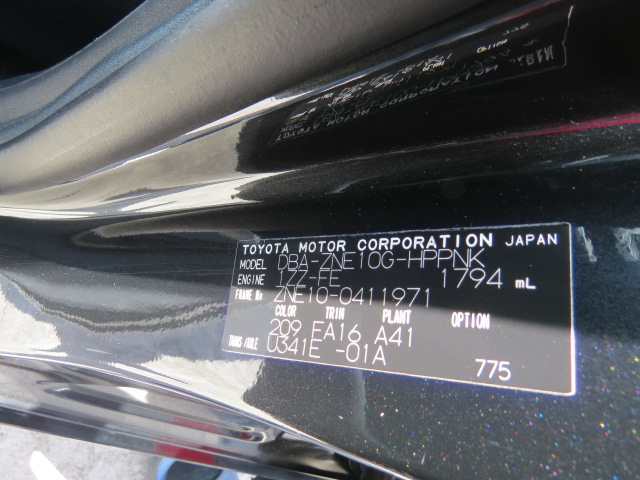 TOYOTA MOTOR CORPORATION JAPAN
MODEL DBA-ZNE10G-HPPNK
ENGINE 1ZZ-FE 1794 mL
FRAME No ZNE10-0411971
COLOR TRIM PLANT OPTION
209 FA16 A41
TRANS/AXLE U341E -01A
775